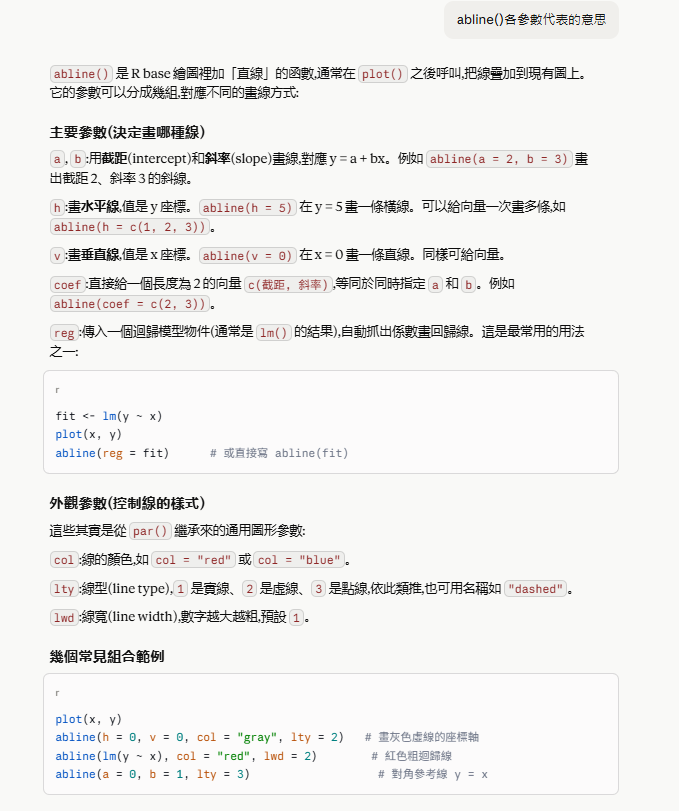 abline()各參數代表的意思
abline() 是 R base 繪圖裡加「直線」的函數,通常在 plot() 之後呼叫,把線疊加到現有圖上。
它的參數可以分成幾組,對應不同的畫線方式:
主要參數(決定畫哪種線)
a, b:用截距(intercept)和斜率(slope)畫線,對應 y = a + bx。例如 abline(a = 2, b = 3) 畫
出截距 2、斜率 3 的斜線。
h:畫水平線,值是 y 座標。abline(h = 5) 在 y = 5 畫一條橫線。可以給向量一次畫多條,如
abline(h = c(1, 2, 3))。
v:畫垂直線,值是 x 座標。abline(v = 0) 在 x = 0 畫一條直線。同樣可給向量。
coef:直接給一個長度為 2 的向量 c(截距, 斜率),等同於同時指定 a 和 b。例如
abline(coef = c(2, 3))。
reg:傳入一個迴歸模型物件(通常是 lm() 的結果),自動抓出係數畫回歸線。這是最常用的用法
之一:
r
fit <- lm(y ~ x)
plot(x, y)
abline(reg = fit)      # 或直接寫 abline(fit)
外觀參數(控制線的樣式)
這些其實是從 par() 繼承來的通用圖形參數:
col:線的顏色,如 col = "red" 或 col = "blue"。
lty:線型(line type),1 是實線、2 是虛線、3 是點線,依此類推,也可用名稱如 "dashed"。
lwd:線寬(line width),數字越大越粗,預設 1。
幾個常見組合範例
r
plot(x, y)
abline(h = 0, v = 0, col = "gray", lty = 2)   # 畫灰色虛線的座標軸
abline(lm(y ~ x), col = "red", lwd = 2)        # 紅色粗迴歸線
abline(a = 0, b = 1, lty = 3)                   # 對角參考線 y = x